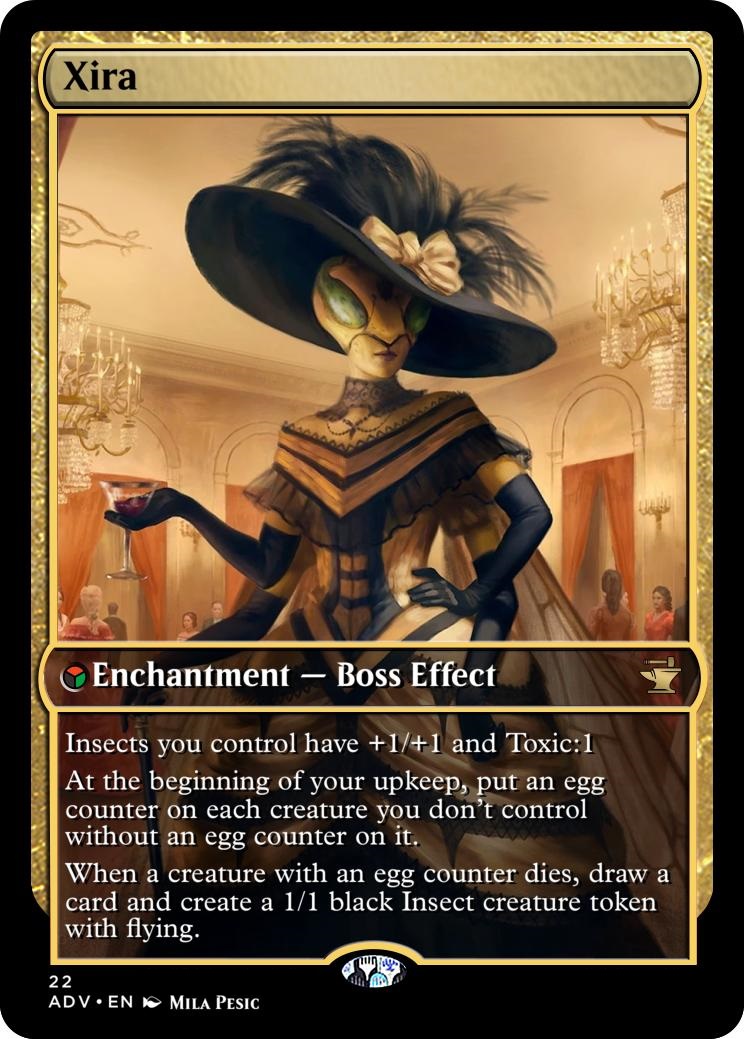 Xira
Enchantment — Boss Effect
Insects you control have +1/+1 and Toxic:1
At the beginning of your upkeep, put an egg
counter on each creature you don't control
without an egg counter on it.
When a creature with an egg counter dies, draw a
card and create a 1/1 black Insect creature token
with flying.
22
ADV • EN Mila Pesic